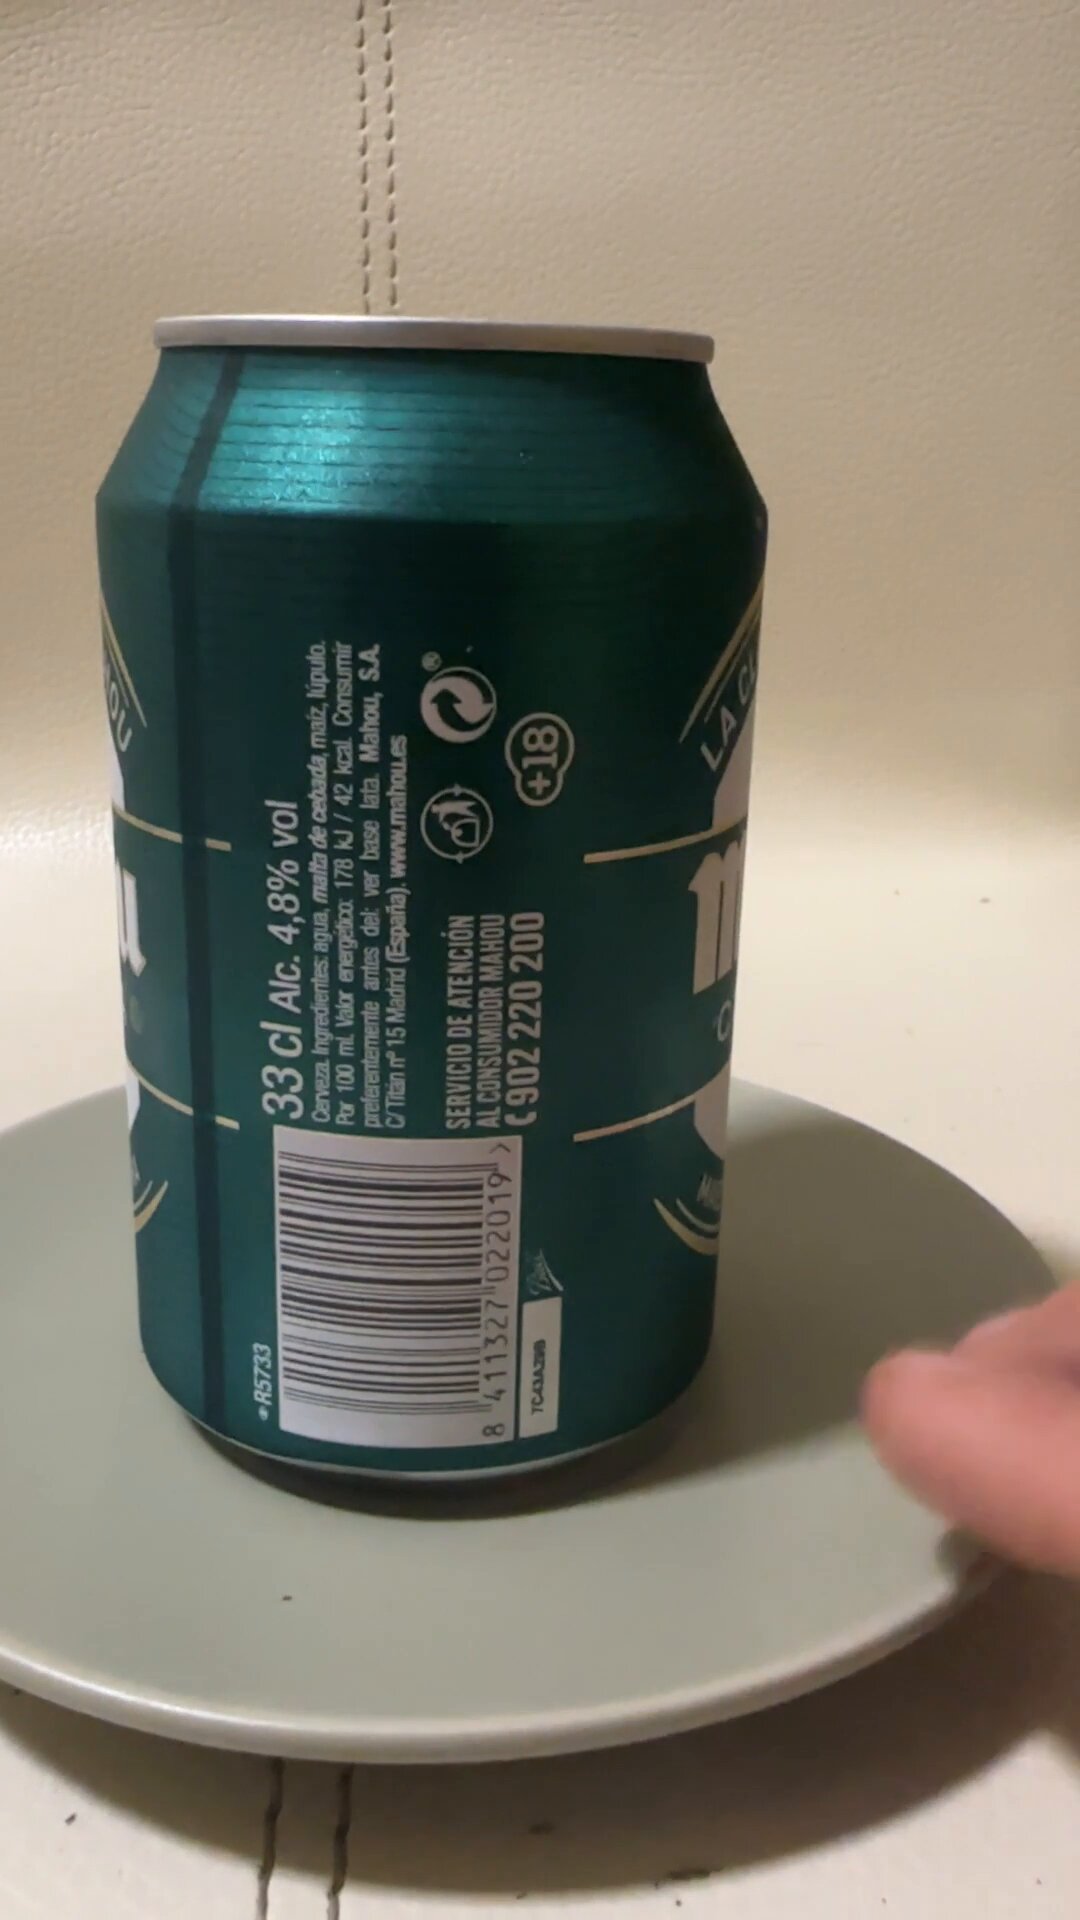 33 cl Alc. 4,8% vol
Cerveza. Ingredientes: agua, malta de cebada, maíz, lúpulo.
Por 100 ml. Valor energético: 178 kJ / 42 kcal. Consumir
preferentemente antes del: ver base lata. Mahou, S.A.
C/ Titán nº 15 Madrid (España). www.mahou.es
SERVICIO DE ATENCIÓN
AL CONSUMIDOR MAHOU
902 220 200
®
+18
R5733
8 411327 022019 >
Ball
LA